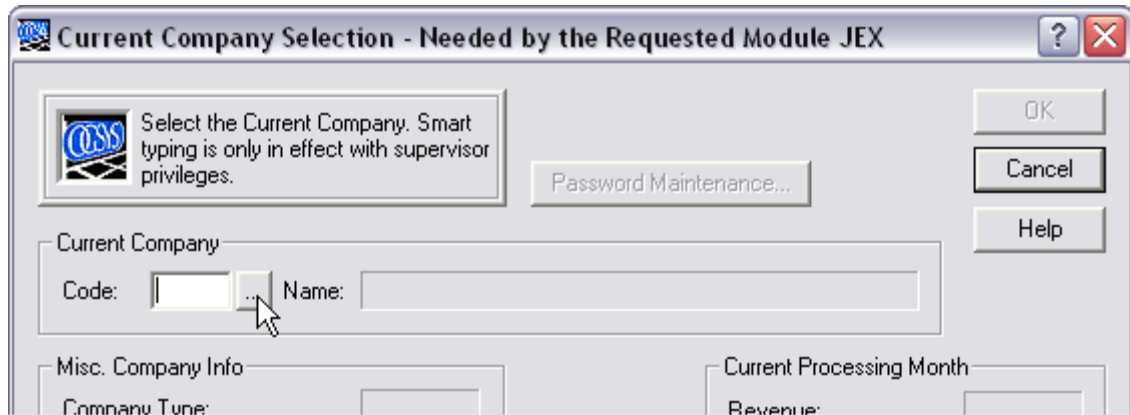 Current Company Selection - Needed by the Requested Module JEX
?
OGSYS
Select the Current Company. Smart
typing is only in effect with supervisor
privileges.
OK
Password Maintenance...
Cancel
Help
Current Company
Code:
...
Name:
Misc. Company Info
Current Processing Month
Company Type:
Revenue: